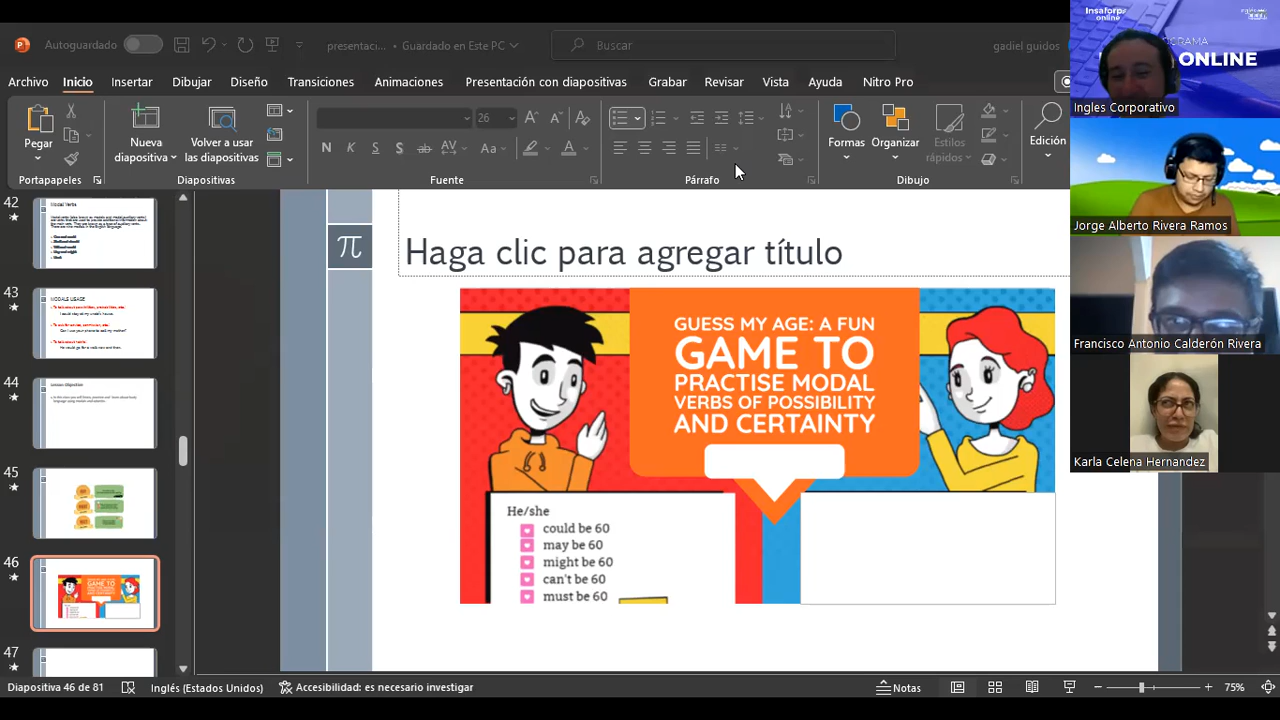 Autoguardado
presentaci... • Guardado en Este PC
Buscar
gadiel guidos
Archivo Inicio Insertar Dibujar Diseño Transiciones Animaciones Presentación con diapositivas Grabar Revisar Vista Ayuda Nitro Pro
Pegar
Portapapeles
Nueva diapositiva
Volver a usar las diapositivas
Diapositivas
26
N K S ab AV Aa A
Fuente
Párrafo
Formas
Organizar
Estilos rápidos
Dibujo
Edición
Insaforp online
ONLINE
Ingles Corporativo
Jorge Alberto Rivera Ramos
Francisco Antonio Calderón Rivera
Karla Celena Hernandez
42
Modal Verbs
43
MODALS USAGE
44
45
46
47
π
Haga clic para agregar título
GUESS MY AGE: A FUN
GAME TO
PRACTISE MODAL
VERBS OF POSSIBILITY
AND CERTAINTY
He/she
could be 60
may be 60
might be 60
can't be 60
must be 60
Diapositiva 46 de 81
Inglés (Estados Unidos)
Accesibilidad: es necesario investigar
Notas
75%